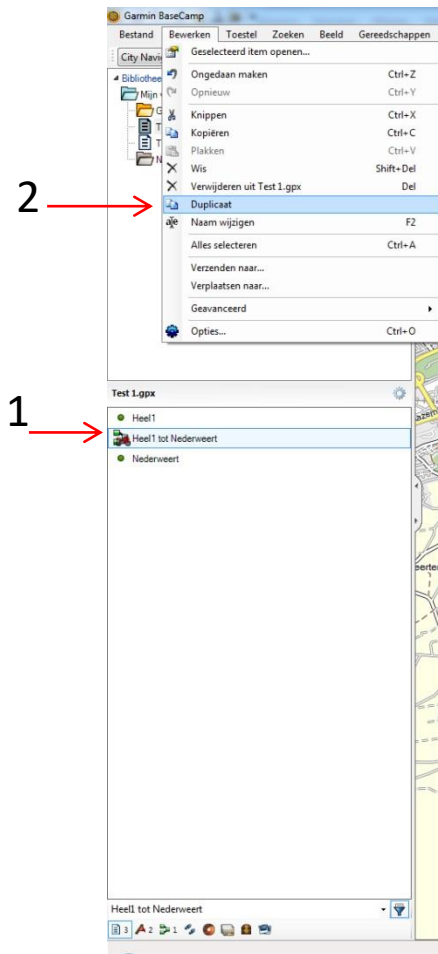 Garmin BaseCamp
Bestand Bewerken Toestel Zoeken Beeld Gereedschappen
City Navi
Geselecteerd item openen...
Bibliothee
Ongedaan maken Ctrl+Z
Mijn
Opnieuw Ctrl+Y
G
Knippen Ctrl+X
T
Kopiëren Ctrl+C
T
Plakken Ctrl+V
N
Wis Shift+Del
Verwijderen uit Test 1.gpx Del
2
Duplicaat
Naam wijzigen F2
Alles selecteren Ctrl+A
Verzenden naar...
Verplaatsen naar...
Geavanceerd
Opties... Ctrl+O
Test 1.gpx
1
Heel1
Heel1 tot Nederweert
Nederweert
Heel1 tot Nederweert
3 2 1